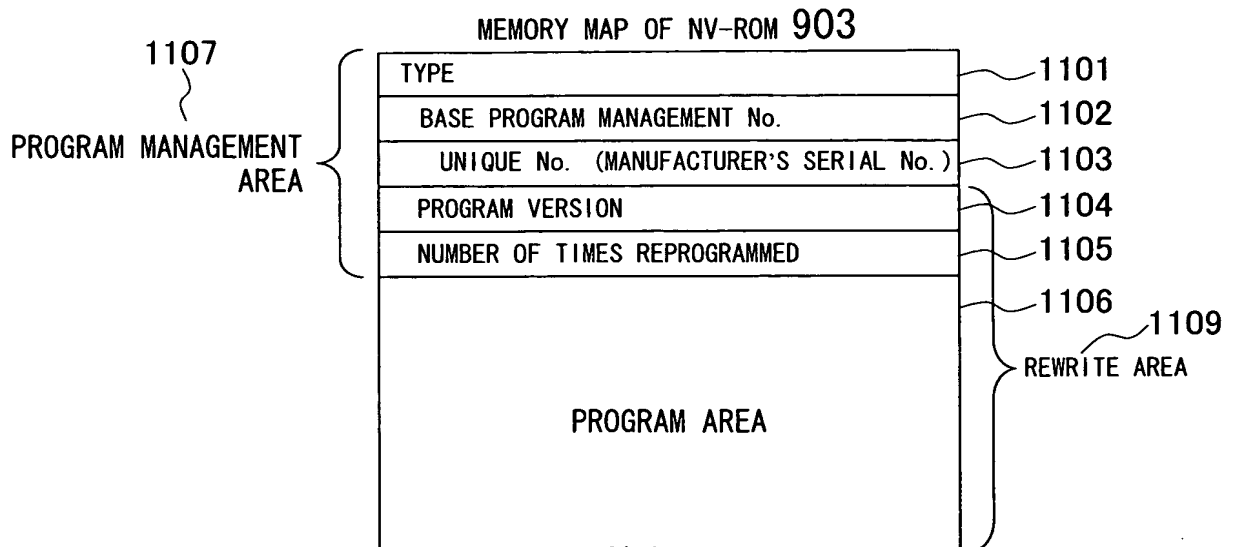 MEMORY MAP OF NV-ROM 903
1107
TYPE
1101
BASE PROGRAM MANAGEMENT No.
1102
PROGRAM MANAGEMENT
AREA
UNIQUE No. (MANUFACTURER'S SERIAL No.)
1103
PROGRAM VERSION
1104
NUMBER OF TIMES REPROGRAMMED
1105
1106
1109
REWRITE AREA
PROGRAM AREA